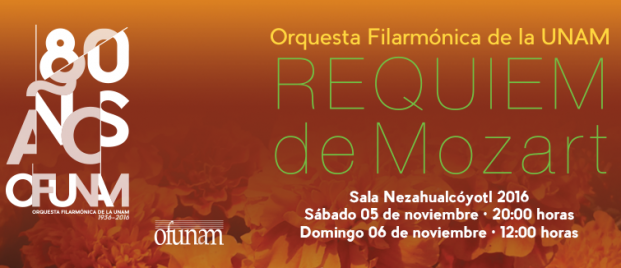 80
AÑOS
OFUNAM
ORQUESTA FILARMÓNICA DE LA UNAM
1936-2016
ofunam
Orquesta Filarmónica de la UNAM
REQUIEM
de Mozart
Sala Nezahualcóyotl 2016
Sábado 05 de noviembre · 20:00 horas
Domingo 06 de noviembre · 12:00 horas